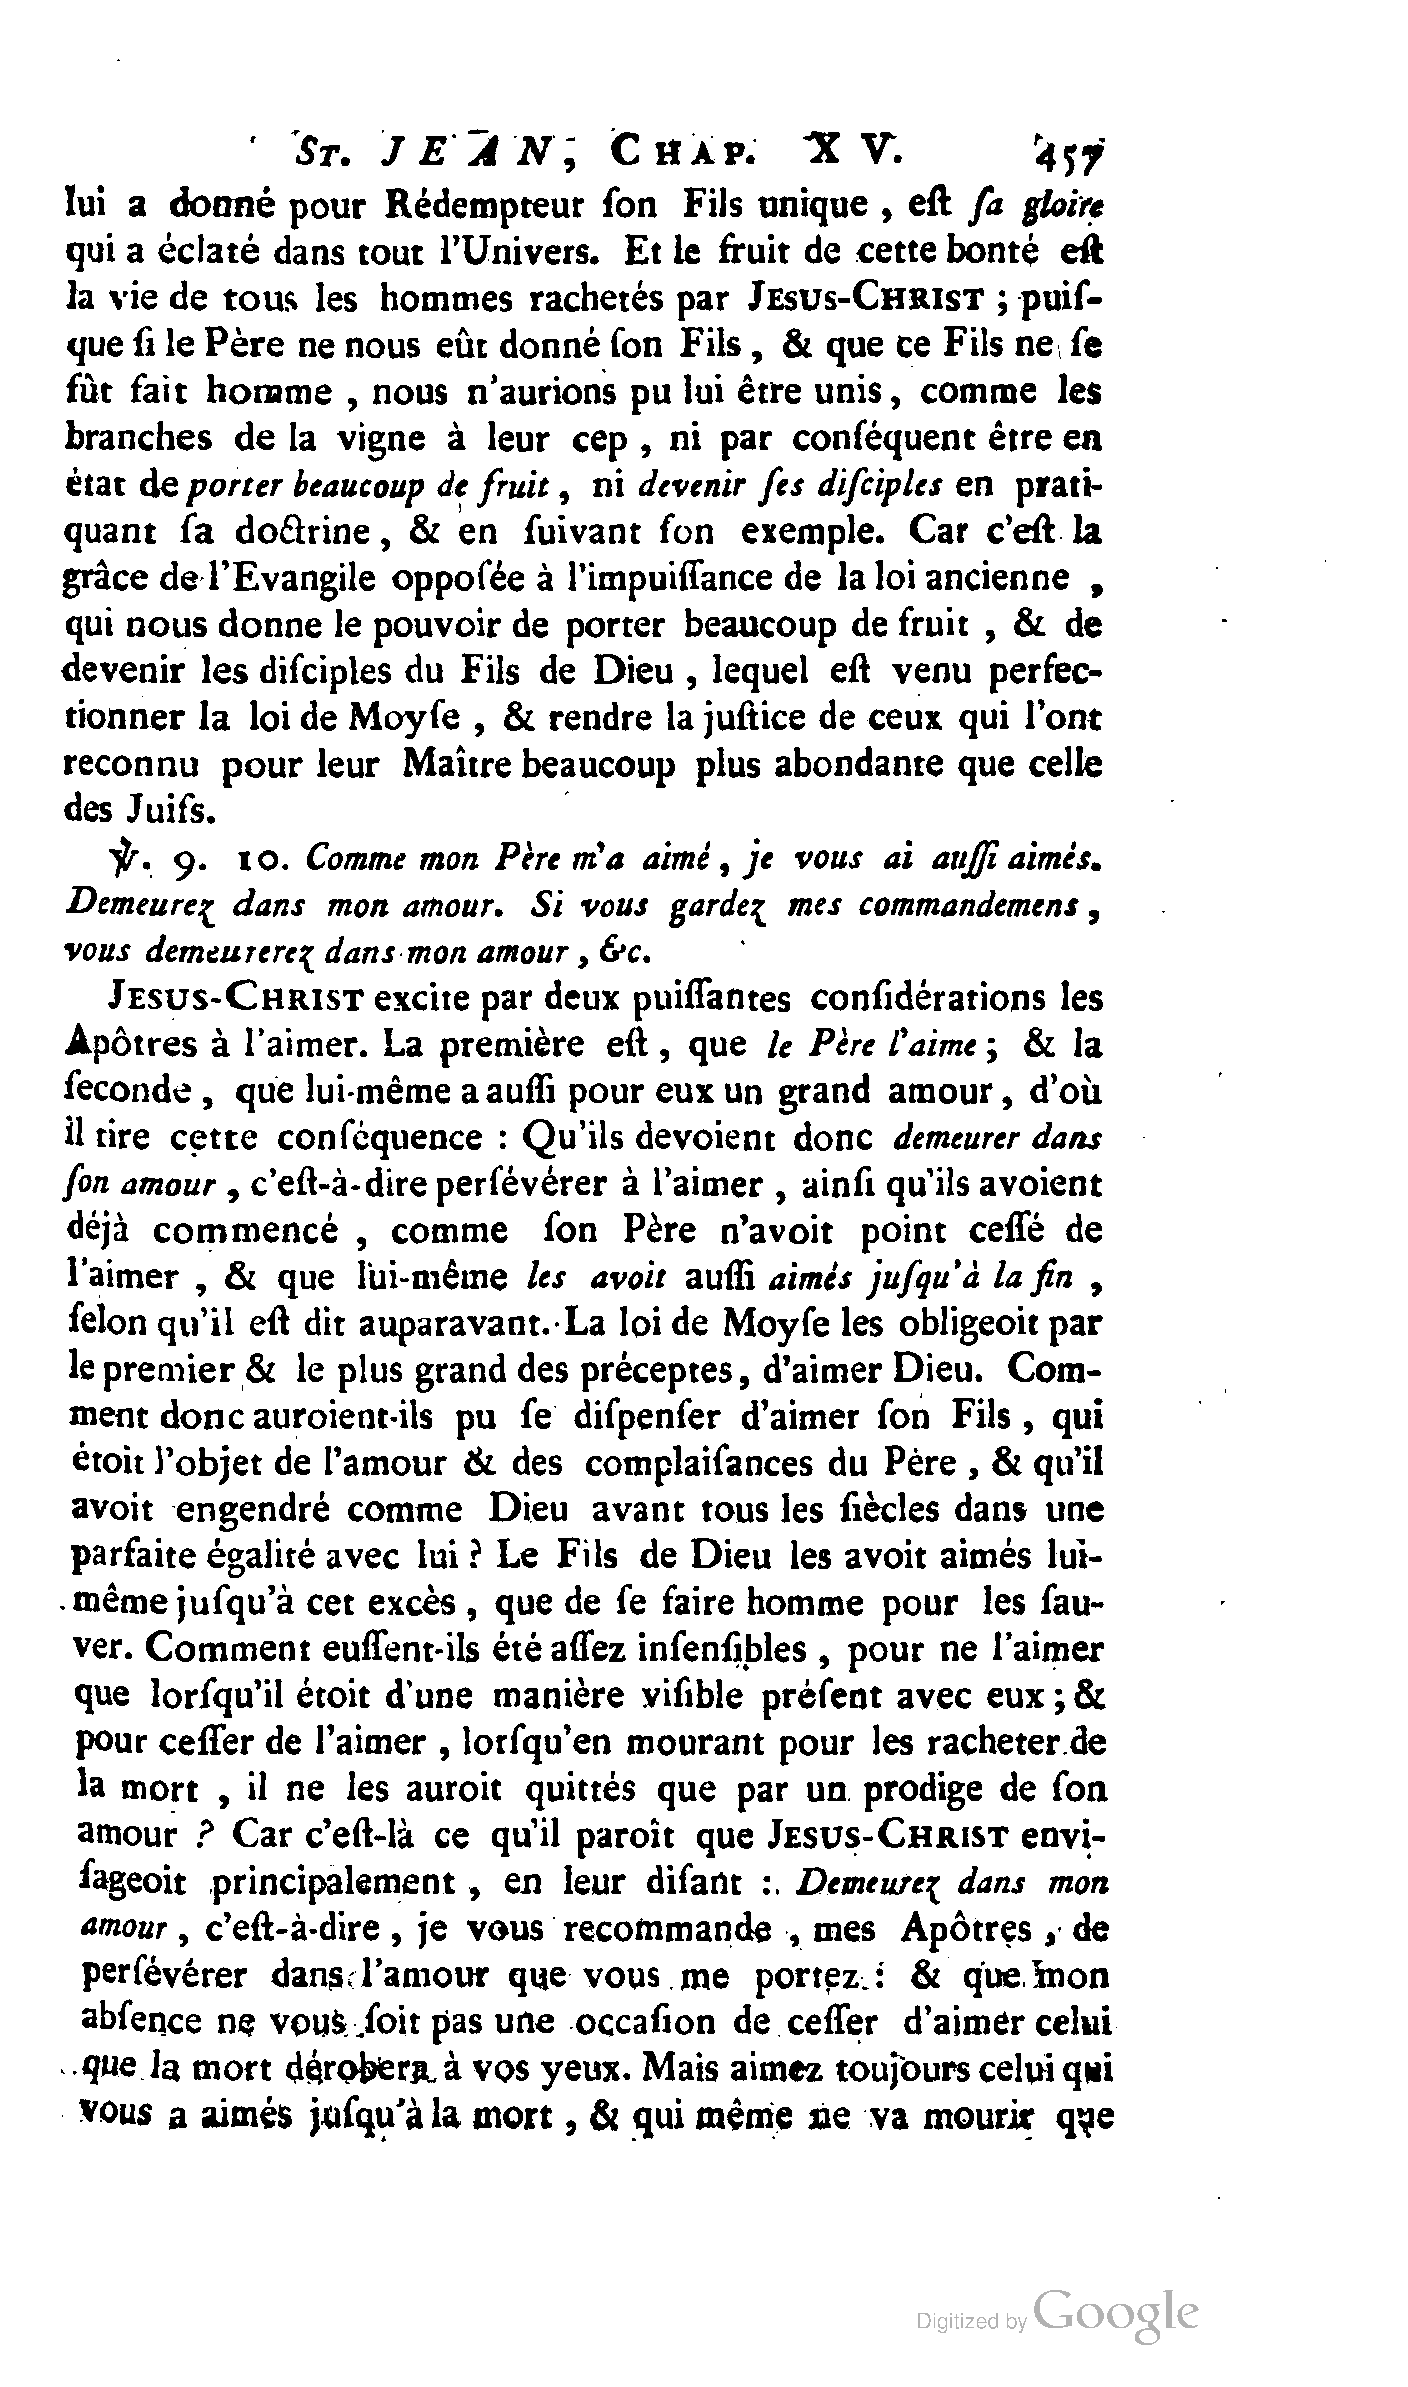 ST. JEAN, CHAP. XV. 457
lui a donné pour Rédempteur ſon Fils unique, eſt ſa gloire
qui a éclaté dans tout l'Univers. Et le fruit de cette bonté eſt
la vie de tous les hommes rachetés par JESUS-CHRIST ; puiſ-
que ſi le Père ne nous eût donné ſon Fils, & que ce Fils ne ſe
fût fait homme, nous n'aurions pu lui être unis, comme les
branches de la vigne à leur cep, ni par conſéquent être en
état de porter beaucoup de fruit, ni devenir ſes diſciples en prati-
quant ſa doctrine, & en ſuivant ſon exemple. Car c'eſt la
grâce de l'Evangile oppoſée à l'impuiſſance de la loi ancienne,
qui nous donne le pouvoir de porter beaucoup de fruit, & de
devenir les diſciples du Fils de Dieu, lequel eſt venu perfec-
tionner la loi de Moyſe, & rendre la juſtice de ceux qui l'ont
reconnu pour leur Maître beaucoup plus abondante que celle
des Juifs.
℣. 9. 10. Comme mon Père m'a aimé, je vous ai auſſi aimés.
Demeurez dans mon amour. Si vous gardez mes commandemens,
vous demeurerez dans mon amour, &c.
JESUS-CHRIST excite par deux puiſſantes conſidérations les
Apôtres à l'aimer. La première eſt, que le Père l'aime ; & la
ſeconde, que lui-même a auſſi pour eux un grand amour, d'où
il tire cette conſéquence : Qu'ils devoient donc demeurer dans
ſon amour, c'eſt-à-dire perſévérer à l'aimer, ainſi qu'ils avoient
déjà commencé, comme ſon Père n'avoit point ceſſé de
l'aimer, & que lui-même les avoit auſſi aimés juſqu'à la fin,
ſelon qu'il eſt dit auparavant. La loi de Moyſe les obligeoit par
le premier & le plus grand des préceptes, d'aimer Dieu. Com-
ment donc auroient-ils pu ſe diſpenſer d'aimer ſon Fils, qui
étoit l'objet de l'amour & des complaiſances du Père, & qu'il
avoit engendré comme Dieu avant tous les ſiècles dans une
parfaite égalité avec lui ? Le Fils de Dieu les avoit aimés lui-
même juſqu'à cet excès, que de ſe faire homme pour les ſau-
ver. Comment euſſent-ils été aſſez inſenſibles, pour ne l'aimer
que lorſqu'il étoit d'une manière viſible préſent avec eux ; &
pour ceſſer de l'aimer, lorſqu'en mourant pour les racheter de
la mort, il ne les auroit quittés que par un prodige de ſon
amour ? Car c'eſt-là ce qu'il paroît que JESUS-CHRIST envi-
ſageoit principalement, en leur diſant : Demeurez dans mon
amour, c'eſt-à-dire, je vous recommande, mes Apôtres, de
perſévérer dans l'amour que vous me portez : & que mon
abſence ne vous ſoit pas une occaſion de ceſſer d'aimer celui
que la mort dérobera à vos yeux. Mais aimez toujours celui qui
vous a aimés juſqu'à la mort, & qui même ne va mourir que
Digitized by Google